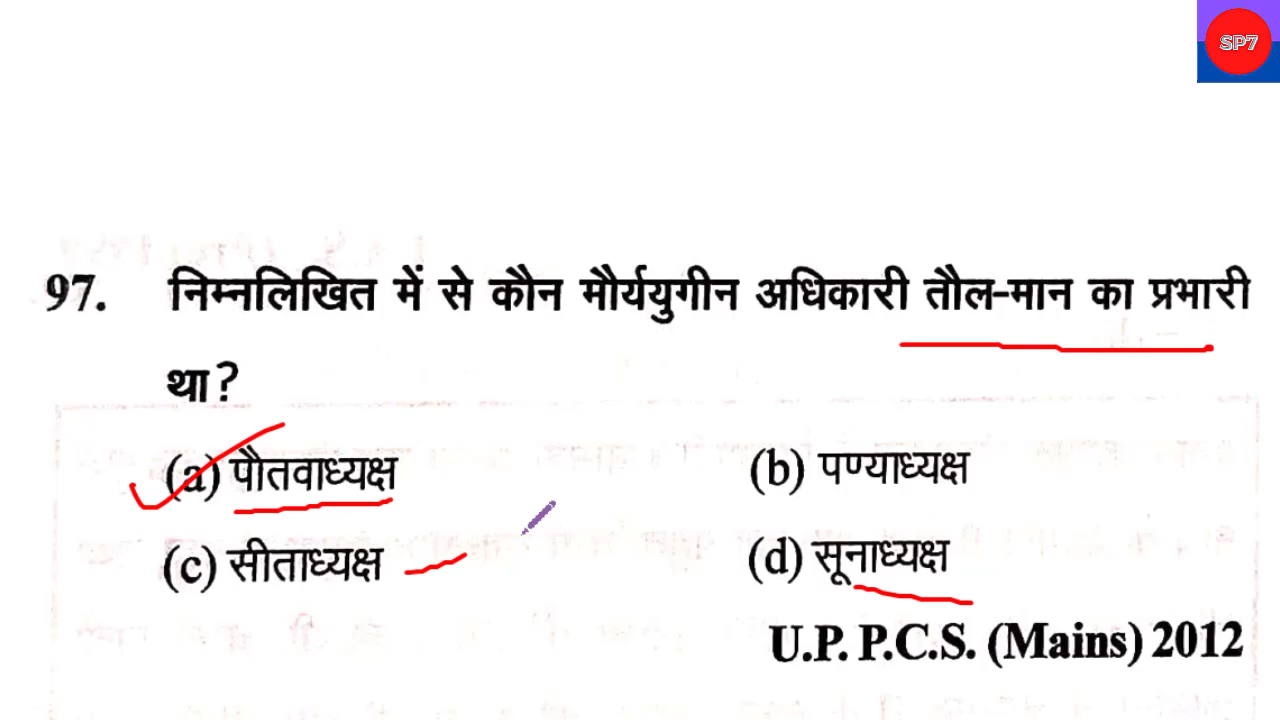 SP7
97. निम्नलिखित में से कौन मौर्ययुगीन अधिकारी तौल-मान का प्रभारी
था?
(a) पौतवाध्यक्ष (b) पण्याध्यक्ष
(c) सीताध्यक्ष (d) सूनाध्यक्ष
U.P. P.C.S. (Mains) 2012